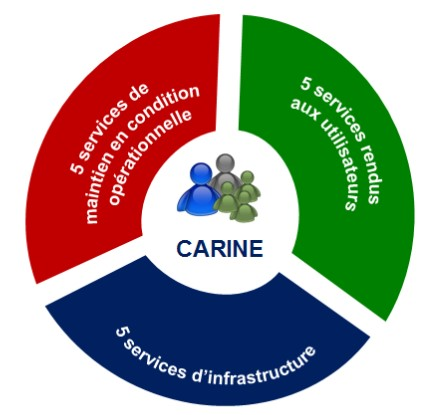 5 services de
maintien en condition
opérationnelle
5 services rendus
aux utilisateurs
CARINE
5 services d'infrastructure